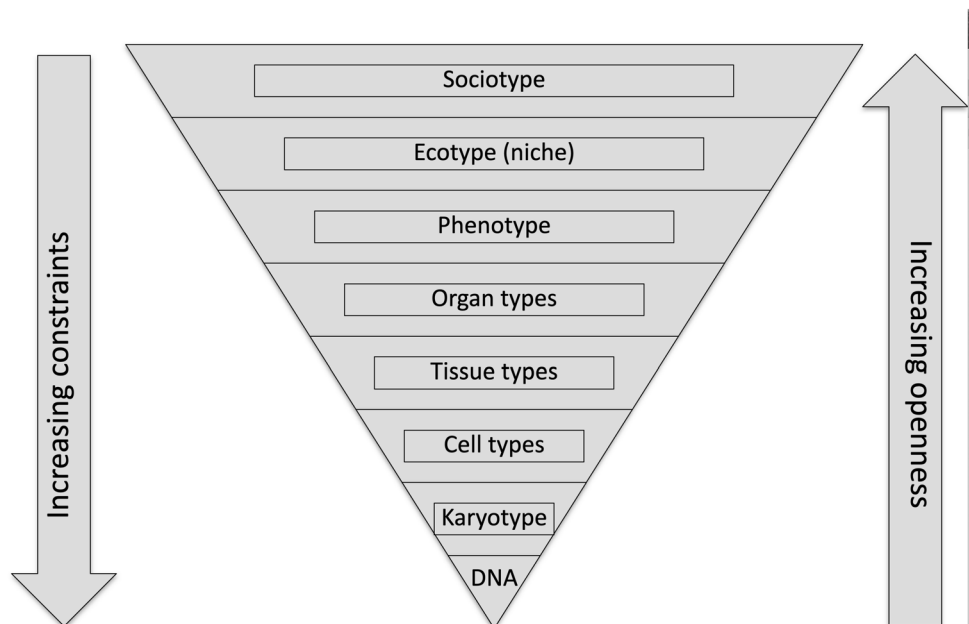 Sociotype
Ecotype (niche)
Phenotype
Organ types
Tissue types
Cell types
Karyotype
DNA
Increasing constraints
Increasing openness